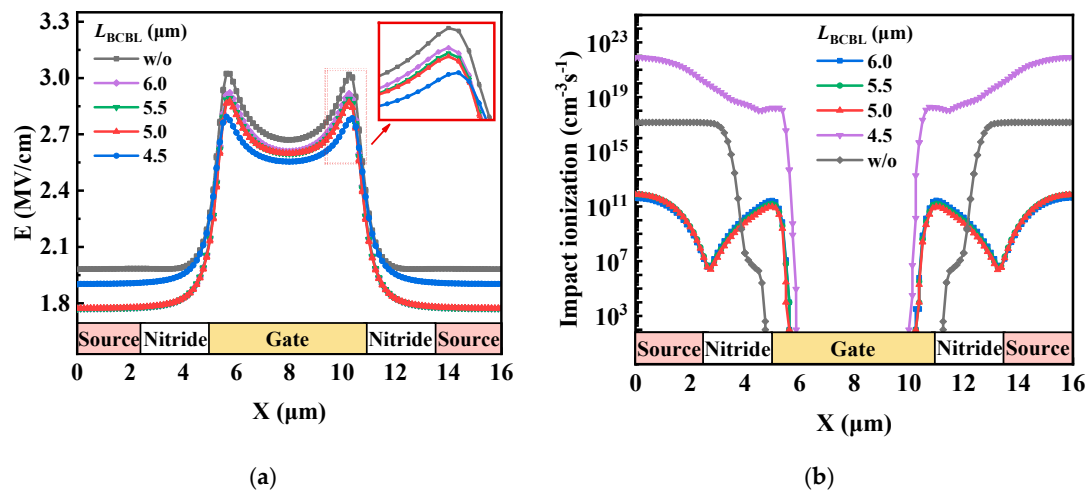 L_BCBL (μm)
w/o
6.0
5.5
5.0
4.5
3.3
3.0
2.7
2.4
2.1
1.8
E (MV/cm)
Source Nitride Gate Nitride Source
0 2 4 6 8 10 12 14 16
X (μm)
(a)
L_BCBL (μm)
6.0
5.5
5.0
4.5
w/o
10^23
10^19
10^15
10^11
10^7
10^3
Impact ionization (cm^-3s^-1)
Source Nitride Gate Nitride Source
0 2 4 6 8 10 12 14 16
X (μm)
(b)